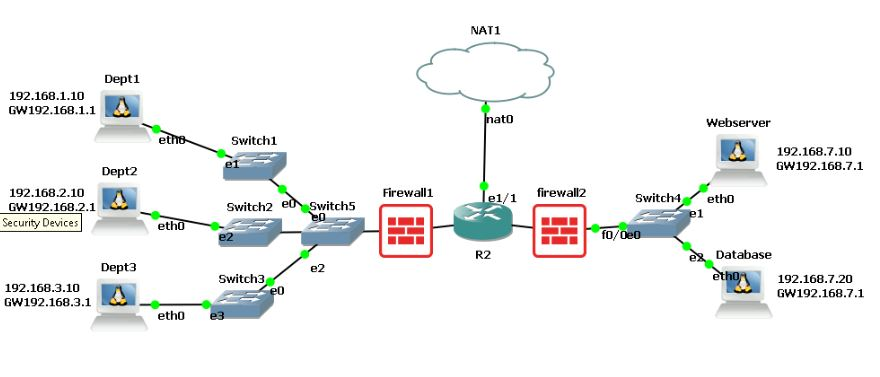 NAT1
nat0
Dept1
192.168.1.10
GW192.168.1.1
eth0
Switch1
e1
e0
Dept2
192.168.2.10
GW192.168.2.1
Security Devices
eth0
Switch2
e2
Switch5
e0
e2
Firewall1
e1/1
R2
firewall2
f0/0
e0
Switch4
e1
e2
Webserver
192.168.7.10
GW192.168.7.1
eth0
Dept3
192.168.3.10
GW192.168.3.1
eth0
Switch3
e0
e3
Database
192.168.7.20
GW192.168.7.1
eth0